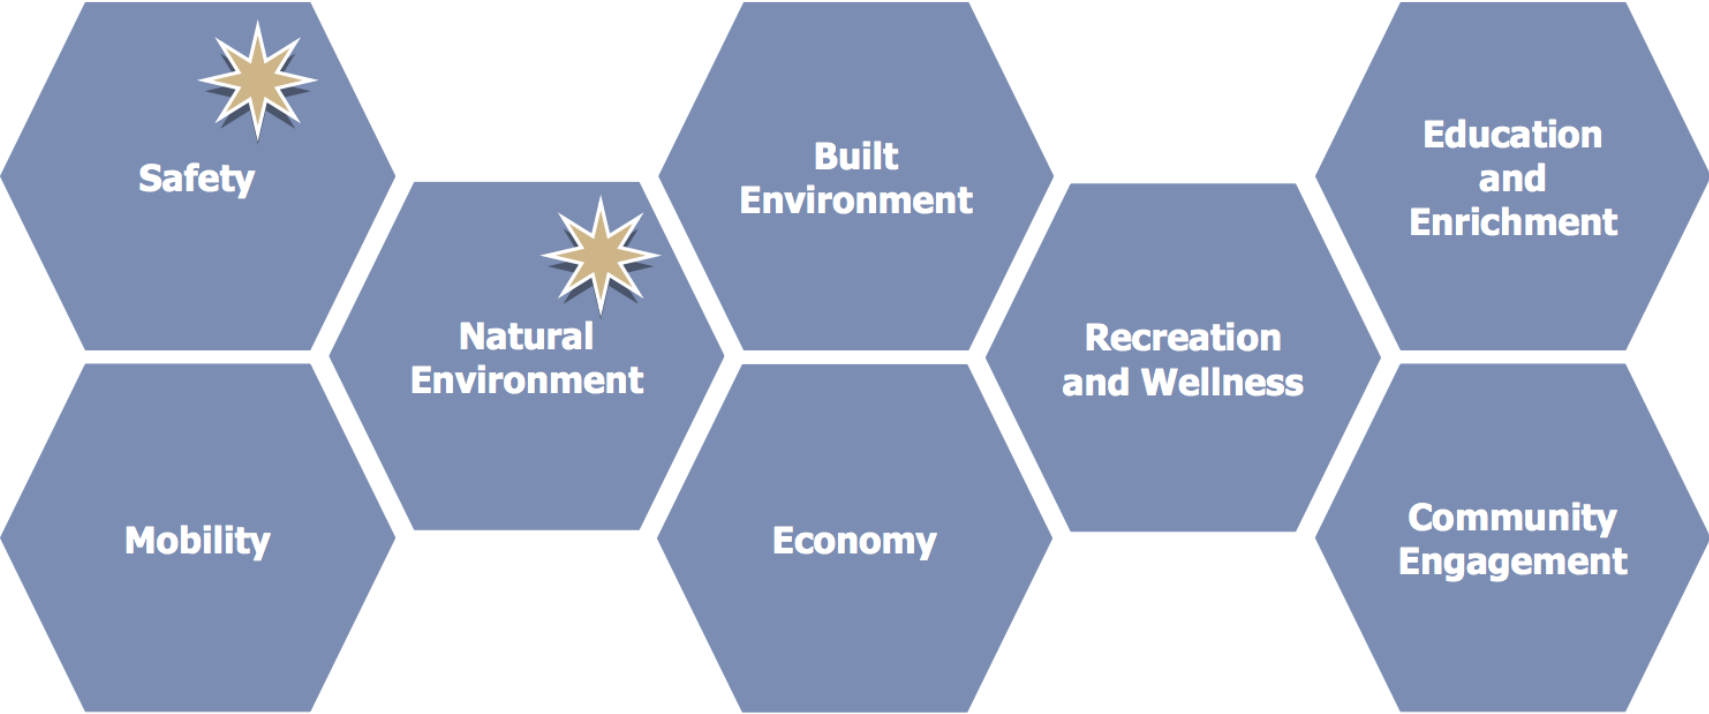 Safety
Mobility
Natural
Environment
Built
Environment
Economy
Recreation
and Wellness
Education
and
Enrichment
Community
Engagement